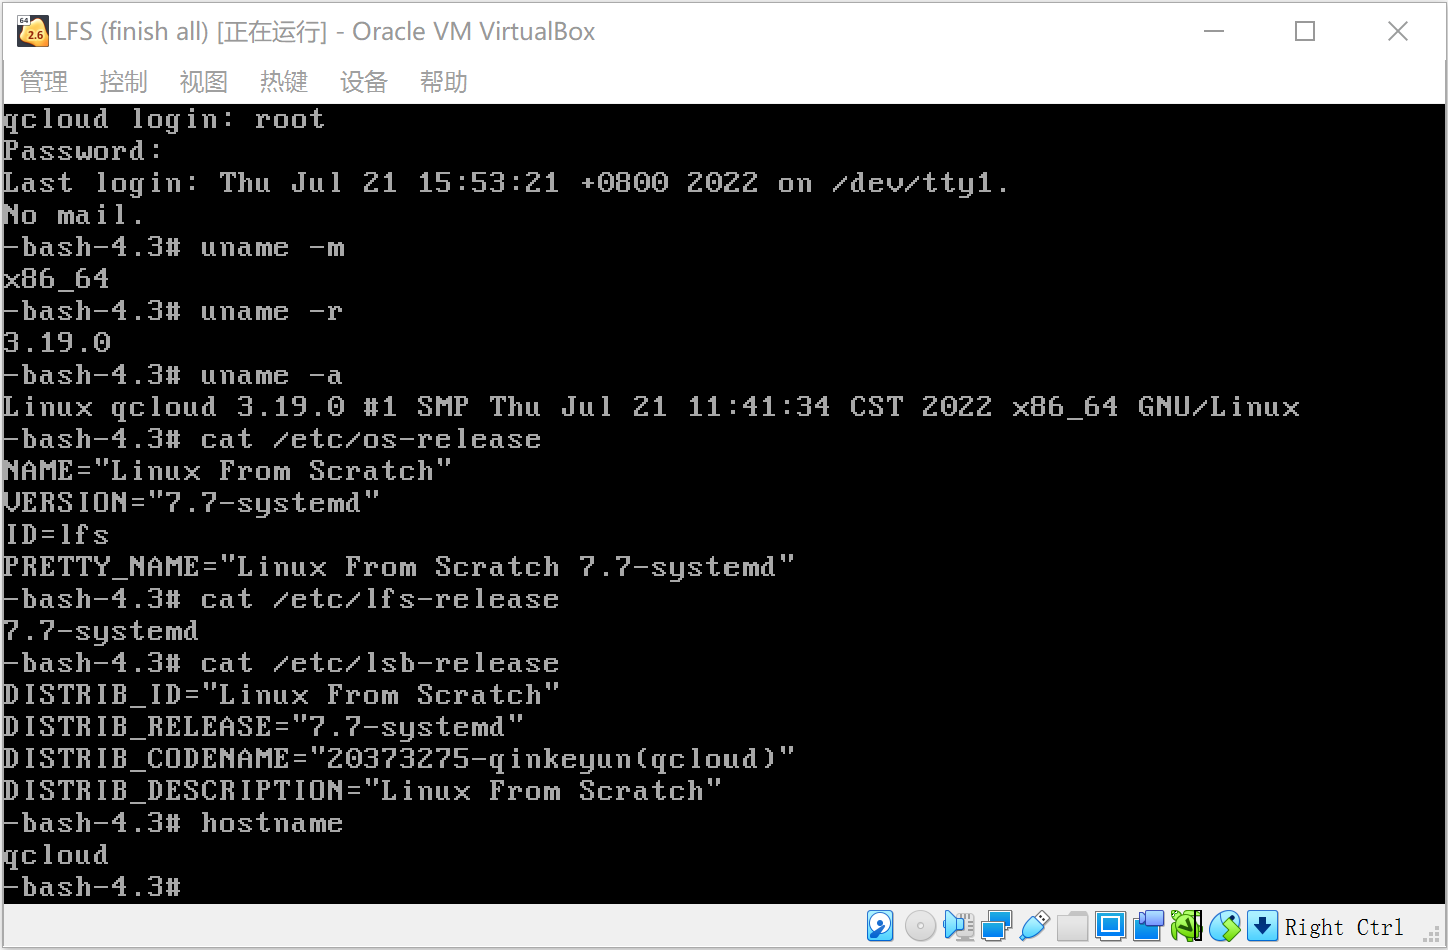 LFS (finish all) [正在运行] - Oracle VM VirtualBox
管理 控制 视图 热键 设备 帮助
qcloud login: root
Password:
Last login: Thu Jul 21 15:53:21 +0800 2022 on /dev/tty1.
No mail.
-bash-4.3# uname -m
x86_64
-bash-4.3# uname -r
3.19.0
-bash-4.3# uname -a
Linux qcloud 3.19.0 #1 SMP Thu Jul 21 11:41:34 CST 2022 x86_64 GNU/Linux
-bash-4.3# cat /etc/os-release
NAME="Linux From Scratch"
VERSION="7.7-systemd"
ID=lfs
PRETTY_NAME="Linux From Scratch 7.7-systemd"
-bash-4.3# cat /etc/lfs-release
7.7-systemd
-bash-4.3# cat /etc/lsb-release
DISTRIB_ID="Linux From Scratch"
DISTRIB_RELEASE="7.7-systemd"
DISTRIB_CODENAME="20373275-qinkeyun(qcloud)"
DISTRIB_DESCRIPTION="Linux From Scratch"
-bash-4.3# hostname
qcloud
-bash-4.3#
Right Ctrl
64
2.6